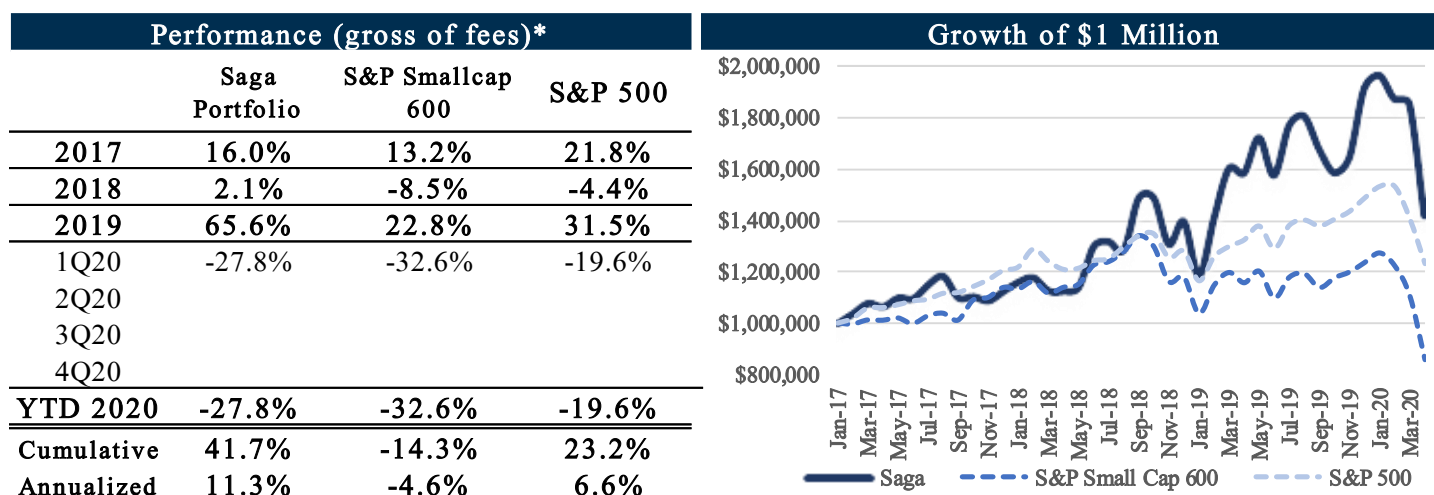 Performance (gross of fees)*
Saga Portfolio S&P Smallcap 600 S&P 500
2017 16.0% 13.2% 21.8%
2018 2.1% -8.5% -4.4%
2019 65.6% 22.8% 31.5%
1Q20 -27.8% -32.6% -19.6%
2Q20
3Q20
4Q20
YTD 2020 -27.8% -32.6% -19.6%
Cumulative 41.7% -14.3% 23.2%
Annualized 11.3% -4.6% 6.6%
Growth of $1 Million
$2,000,000
$1,800,000
$1,600,000
$1,400,000
$1,200,000
$1,000,000
$800,000
Jan-17 Mar-17 May-17 Jul-17 Sep-17 Nov-17 Jan-18 Mar-18 May-18 Jul-18 Sep-18 Nov-18 Jan-19 Mar-19 May-19 Jul-19 Sep-19 Nov-19 Jan-20 Mar-20
Saga S&P Small Cap 600 S&P 500